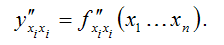 y''_{x_i x_i} = f''_{x_i x_i}(x_1 … x_n).